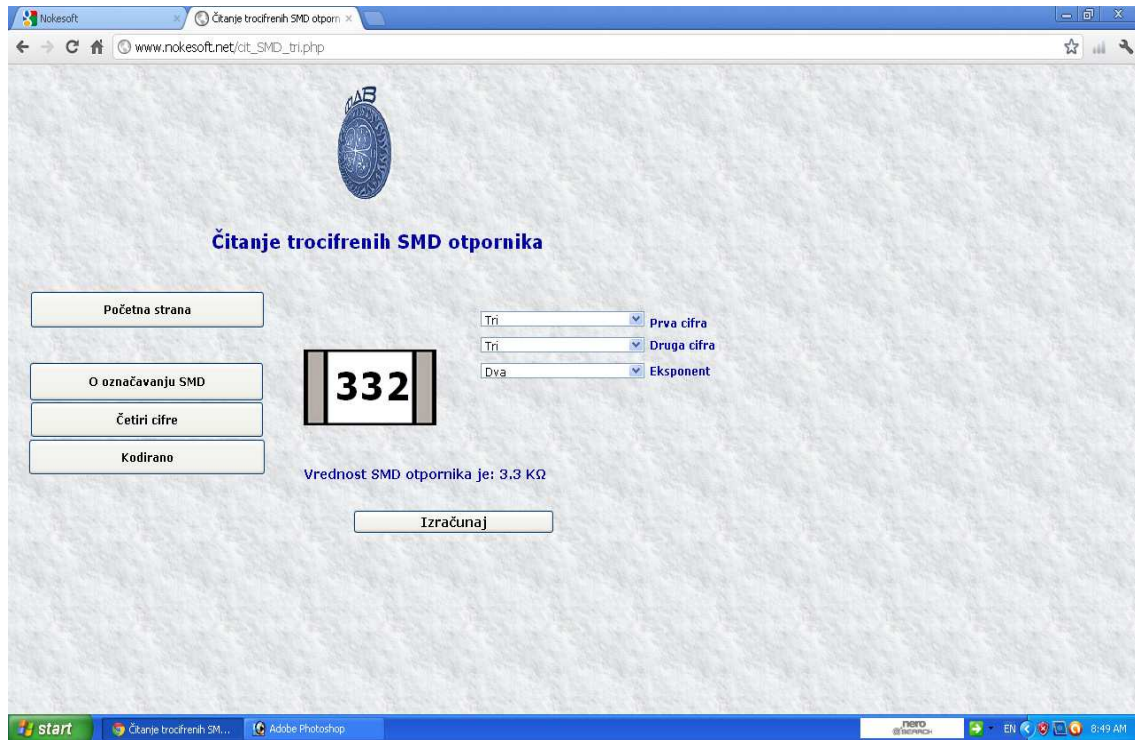 Nokesoft
Čitanje trocifrenih SMD otporn
www.nokesoft.net/cit_SMD_tri.php
ФДВ
Čitanje trocifrenih SMD otpornika
Početna strana
O označavanju SMD
Četiri cifre
Kodirano
332
Tri
Prva cifra
Tri
Druga cifra
Dva
Eksponent
Vrednost SMD otpornika je: 3.3 KΩ
Izračunaj
start
Čitanje trocifrenih SM...
Adobe Photoshop
nero
SEARCH
EN
8:49 AM